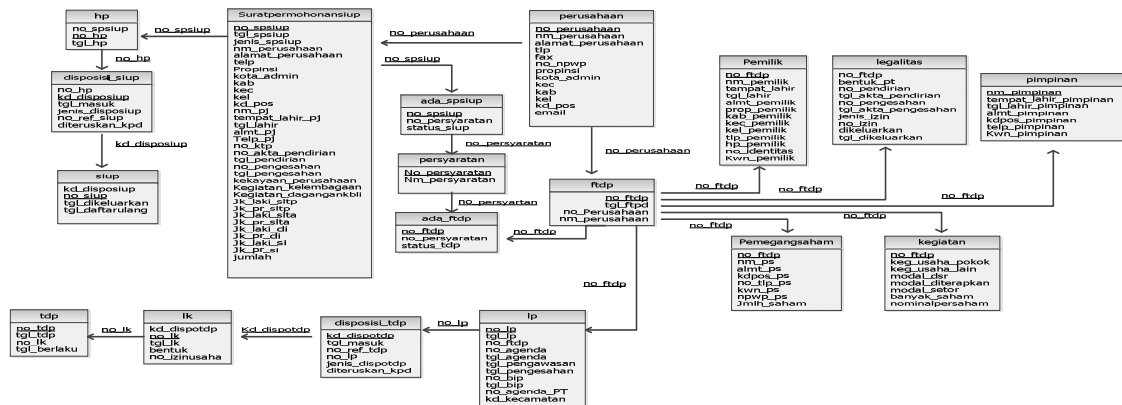 hp
no_spsiup
no_hp
tgl_hp
no_spsiup
no_hp
disposisi_siup
no_hp
kd_disposiup
tgl_masuk
jenis_disposiup
no_ref_siup
diteruskan_kpd
kd_disposiup
siup
kd_disposiup
no_siup
tgl_dikeluarkan
tgl_daftarulang
Suratpermohonansiup
no_spsiup
tgl_spsiup
jenis_spsiup
nm_perusahaan
alamat_perusahaan
telp
Propinsi
kota_admin
kab
kec
kel
kd_pos
nm_pj
tempat_lahir_pj
tgl_lahir
almt_pj
Telp_pj
no_ktp
no_akta_pendirian
tgl_pendirian
no_pengesahan
tgl_pengesahan
kekayaan_perusahaan
Kegiatan_kelembagaan
Kegiatan_dagangankbli
Jk_laki_sltp
Jk_pr_sltp
Jk_laki_slta
Jk_pr_slta
Jk_laki_di
Jk_pr_di
Jk_laki_si
Jk_pr_si
jumlah
no_perusahaan
no_spsiup
ada_spsiup
no_spsiup
no_persyaratan
status_siup
no_persyaratan
persyaratan
No_persyaratan
Nm_persyaratan
no_persyartan
ada_ftdp
no_ftdp
no_persyaratan
status_tdp
no_ftdp
perusahaan
no_perusahaan
nm_perusahaan
alamat_perusahaan
tlp
fax
no_npwp
propinsi
kota_admin
kec
kab
kel
kd_pos
email
no_perusahaan
ftdp
no_ftdp
tgl_ftpd
no_Perusahaan
nm_perusahaan
no_ftdp
no_ftdp
no_ftdp
no_ftdp
no_ftdp
no_ftdp
Pemilik
no_ftdp
nm_pemilik
tempat_lahir
tgl_lahir
almt_pemilik
prop_pemilik
kab_pemilik
kec_pemilik
kel_pemilik
tlp_pemilik
hp_pemilik
no_identitas
Kwn_pemilik
legalitas
no_ftdp
bentuk_pt
no_pendirian
tgl_akta_pendirian
no_pengesahan
tgl_akta_pengesahan
jenis_izin
no_izin
dikeluarkan
tgl_dikeluarkan
pimpinan
nm_pimpinan
tempat_lahir_pimpinan
tgl_lahir_pimpinan
almt_pimpinan
kdpos_pimpinan
telp_pimpinan
Kwn_pimpinan
Pemegangsaham
no_ftdp
nm_ps
almt_ps
kdpos_ps
no_tlp_ps
kwn_ps
npwp_ps
Jmlh_saham
kegiatan
no_ftdp
keg_usaha_pokok
keg_usaha_lain
modal_dsr
modal_diterapkan
modal_setor
banyak_saham
nominalpersaham
tdp
no_tdp
tgl_tdp
no_lk
tgl_berlaku
no_lk
lk
kd_dispotdp
no_lk
tgl_lk
bentuk
no_izinusaha
Kd_dispotdp
disposisi_tdp
kd_dispotdp
tgl_masuk
no_ref_tdp
no_lp
jenis_dispotdp
diteruskan_kpd
no_lp
lp
no_lp
tgl_lp
no_ftdp
no_agenda
tgl_agenda
tgl_pengawasan
tgl_pengesahan
no_bip
tgl_bip
no_agenda_PT
kd_kecamatan